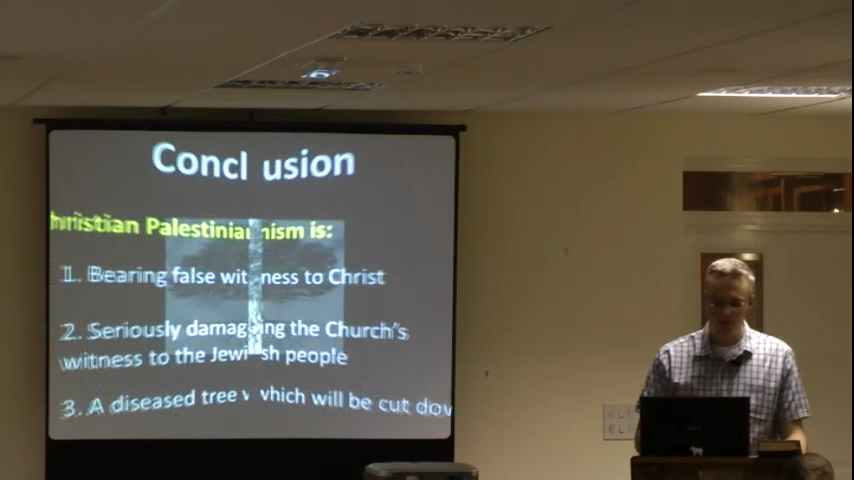 Conclusion
hristian Palestinianism is:
1. Bearing false witness to Christ
2. Seriously damaging the Church's
witness to the Jewish people
3. A diseased tree which will be cut dow